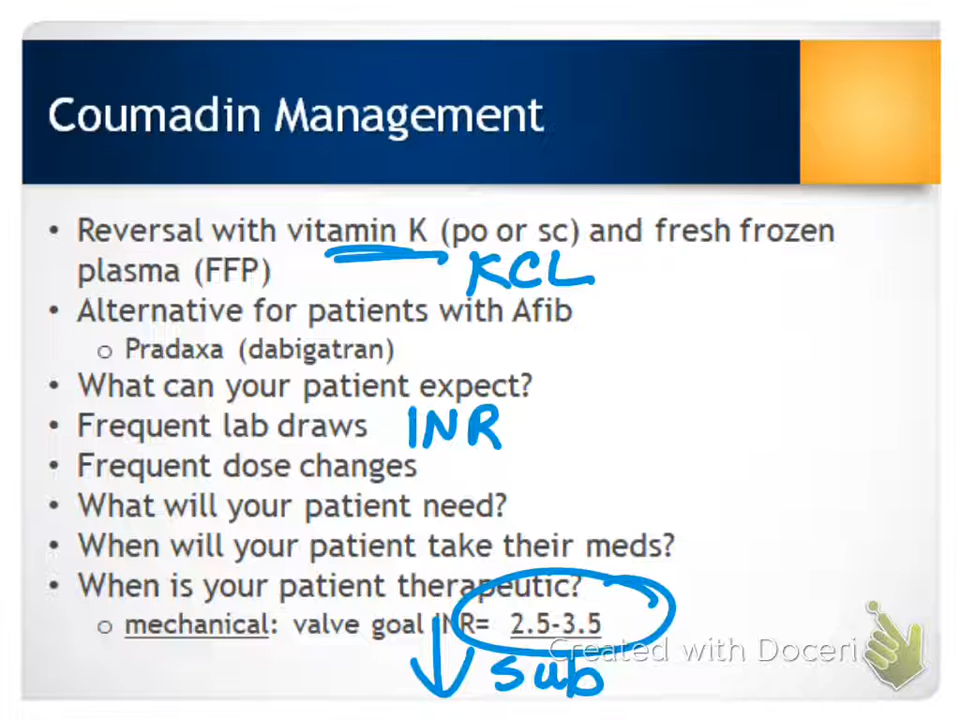 Coumadin Management
• Reversal with vitamin K (po or sc) and fresh frozen
plasma (FFP)
KCL
• Alternative for patients with Afib
o Pradaxa (dabigatran)
• What can your patient expect?
• Frequent lab draws INR
• Frequent dose changes
• What will your patient need?
• When will your patient take their meds?
• When is your patient therapeutic?
o mechanical: valve goal INR= 2.5-3.5
Created with Doceri
↓ sub